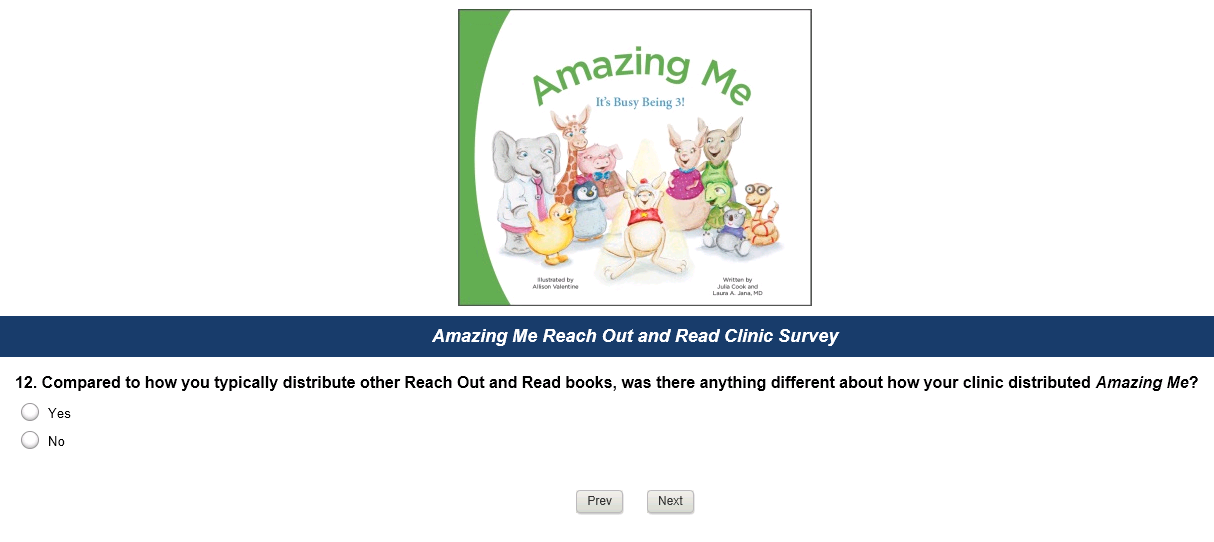 Amazing Me
It's Busy Being 3!
Illustrated by
Allison Valentine
Written by
Julia Cook and
Laura A. Jana, MD
Amazing Me Reach Out and Read Clinic Survey
12. Compared to how you typically distribute other Reach Out and Read books, was there anything different about how your clinic distributed Amazing Me?
Yes
No
Prev
Next